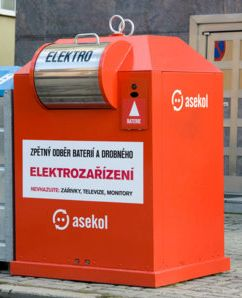 ELEKTRO
asekol
BATERIE
ZPĚTNÝ ODBĚR BATERIÍ A DROBNÉHO
ELEKTROZAŘÍZENÍ
NEVHAZUJTE: ZÁŘIVKY, TELEVIZE, MONITORY
asekol